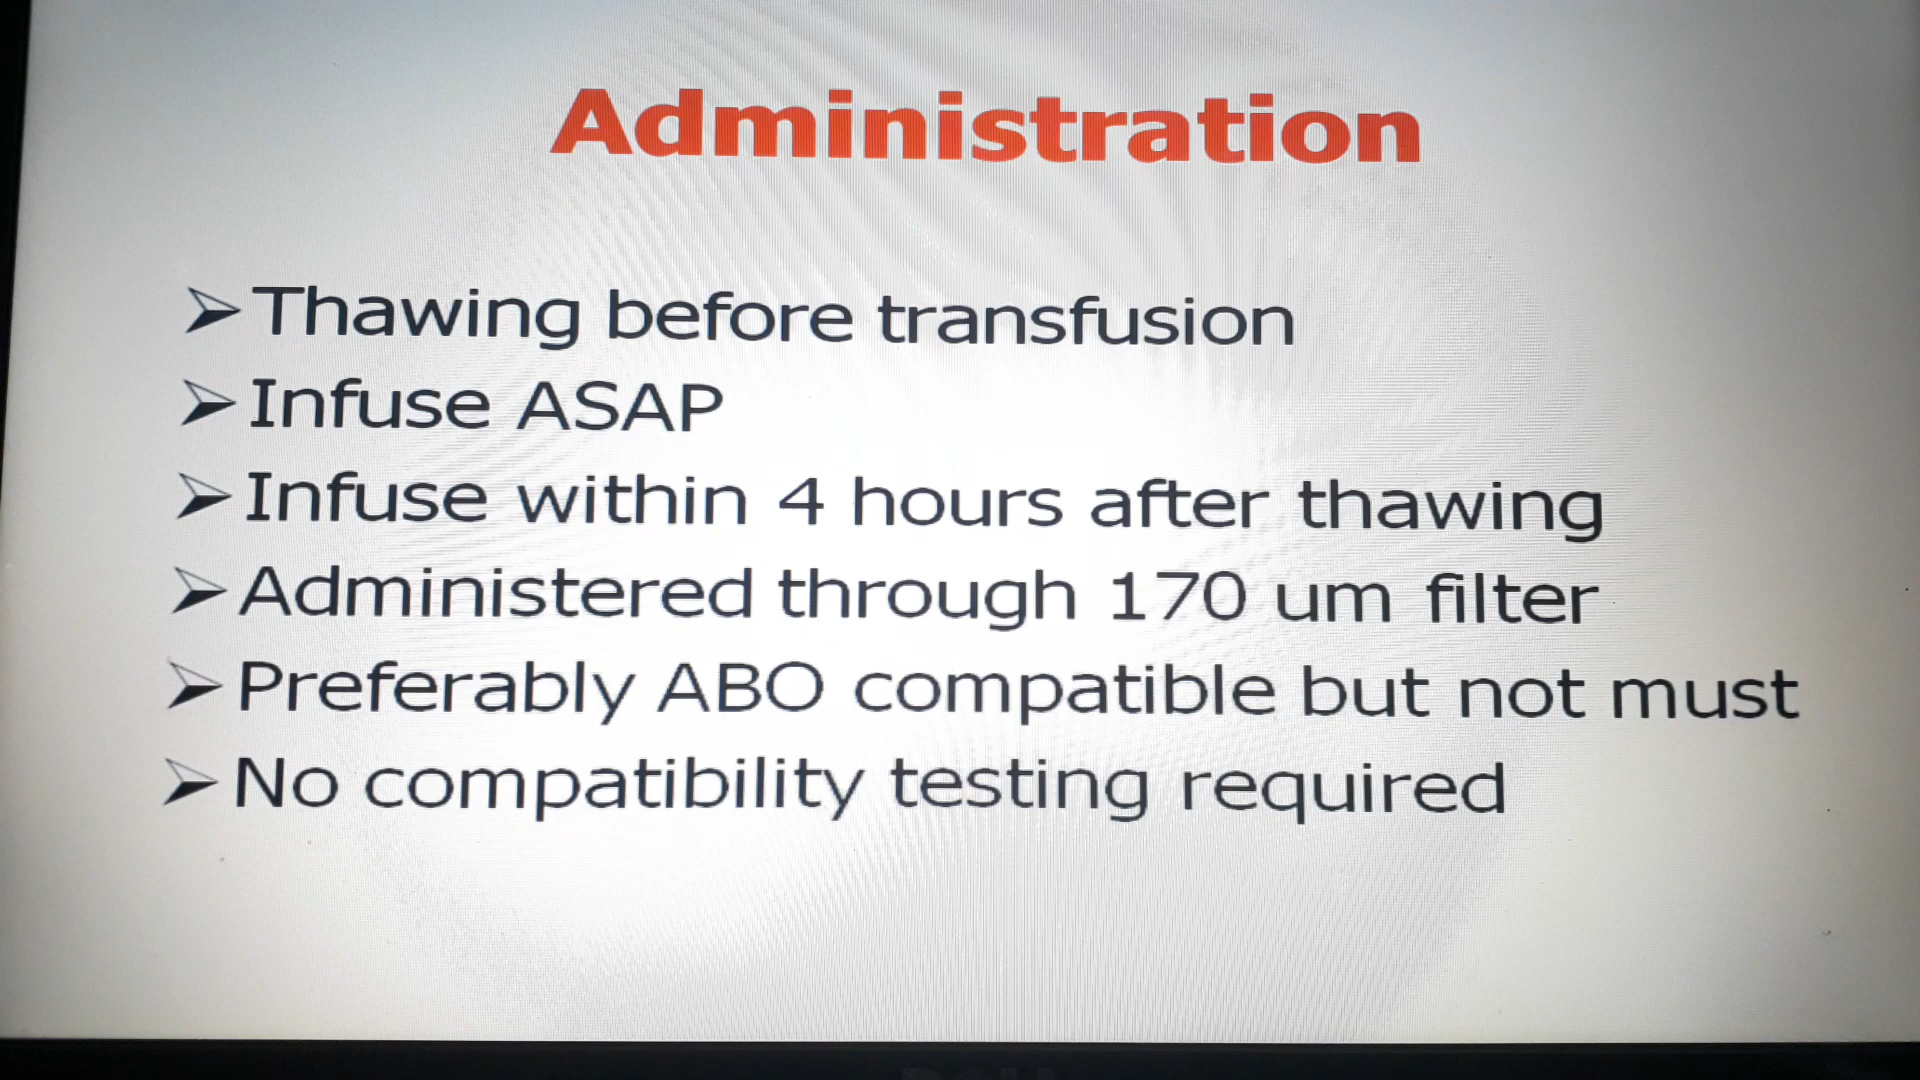 Administration
➢Thawing before transfusion
➢Infuse ASAP
➢Infuse within 4 hours after thawing
➢Administered through 170 um filter
➢Preferably ABO compatible but not must
➢No compatibility testing required